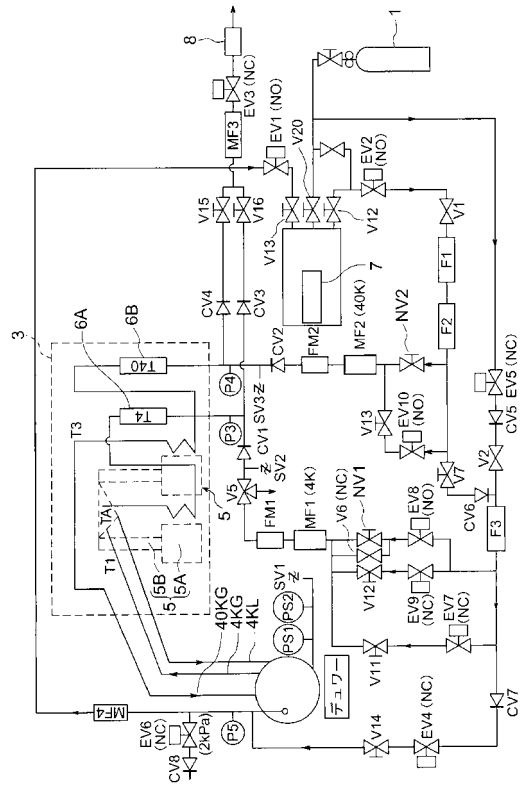 8
EV3 (NC)
MF3
EV1 (NO)
V15
V16
V20
1
V13
V12
EV2 (NO)
V1
3
6A
6B
CV4
CV3
7
F1
F2
T40
T4
T3
P4
P3
SV3
CV2
FM2
MF2 (40K)
NV2
V13
EV10 (NO)
V7
EV5 (NC)
CV5
V2
CV6
F3
TA
T1
5
5B
5A
5
CV1
SV2
V5
FM1
MF1 (4K)
V6 (NC)
NV1
EV8 (NO)
V12
EV9 (NC)
V11
EV7 (NC)
40KG
4KG
4KL
SV1
PS2
PS1
デュワー
MF4
EV6 (NC)
(2kPa)
CV8
P5
V14
EV4 (NC)
CV7